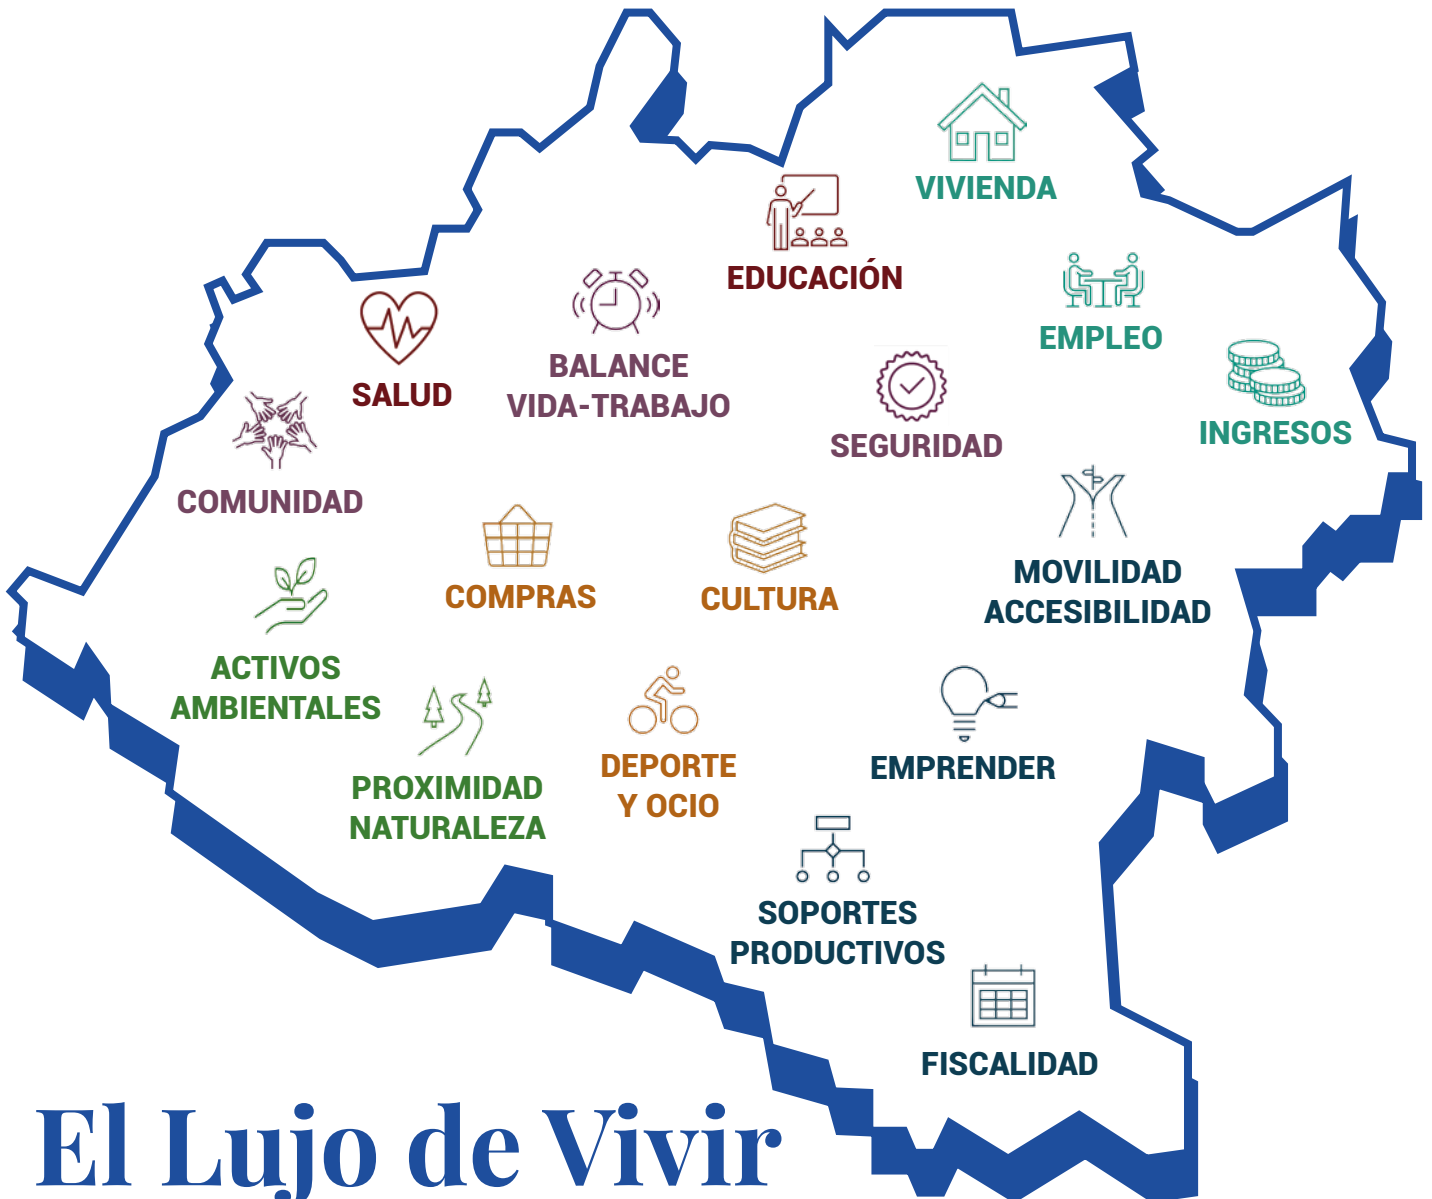 VIVIENDA
EDUCACIÓN
EMPLEO
BALANCE
VIDA-TRABAJO
SALUD
SEGURIDAD
INGRESOS
COMUNIDAD
COMPRAS
CULTURA
MOVILIDAD
ACCESIBILIDAD
ACTIVOS
AMBIENTALES
PROXIMIDAD
NATURALEZA
DEPORTE
Y OCIO
EMPRENDER
SOPORTES
PRODUCTIVOS
FISCALIDAD
El Lujo de Vivir